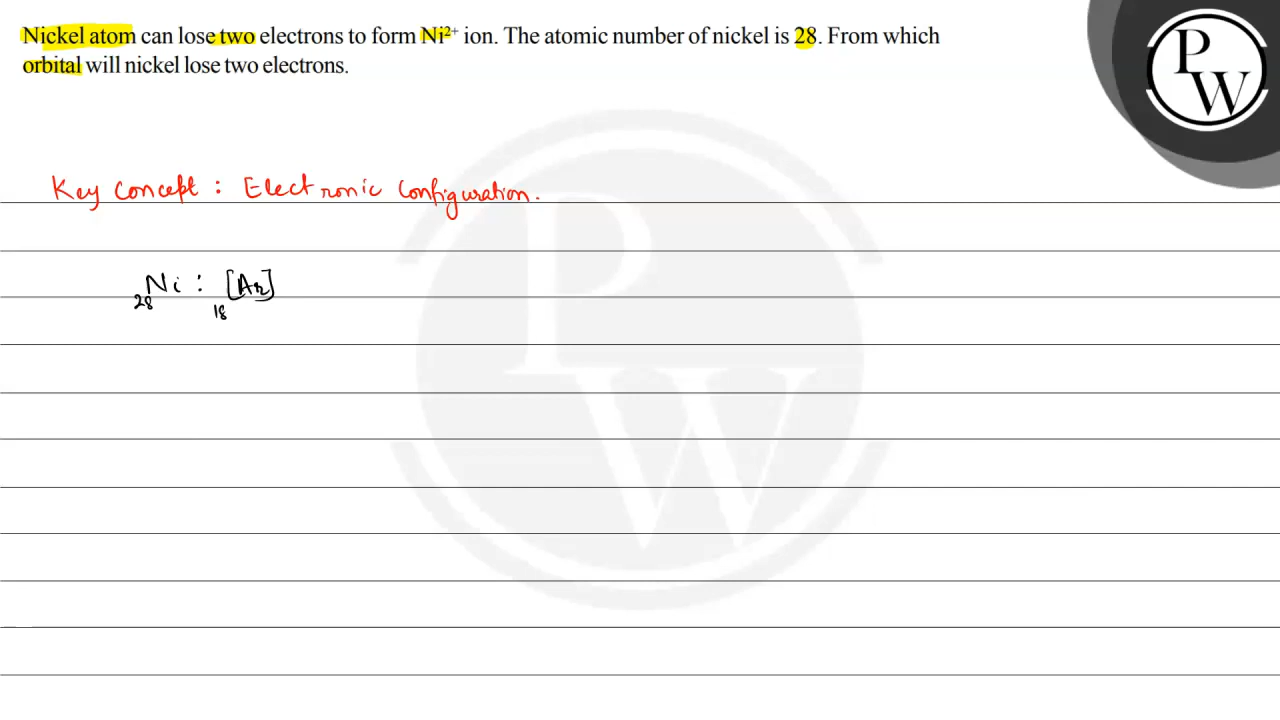 Nickel atom can lose two electrons to form Ni²⁺ ion. The atomic number of nickel is 28. From which
orbital will nickel lose two electrons.
P
W
Key Concept : Electronic Configuration.
₂₈Ni : ₁₈[Ar]
P
W